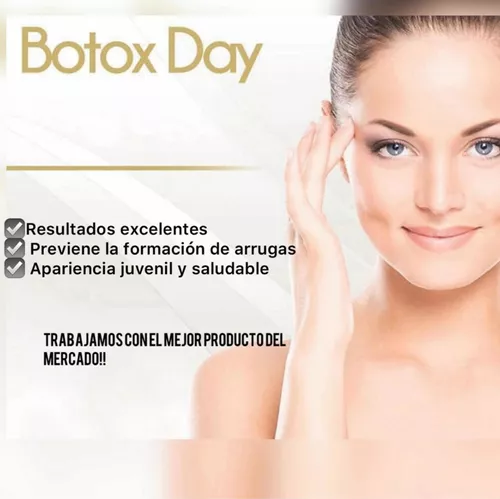 Botox Day
Resultados excelentes
Previene la formación de arrugas
Apariencia juvenil y saludable
TRABAJAMOS CON EL MEJOR PRODUCTO DEL
MERCADO!!